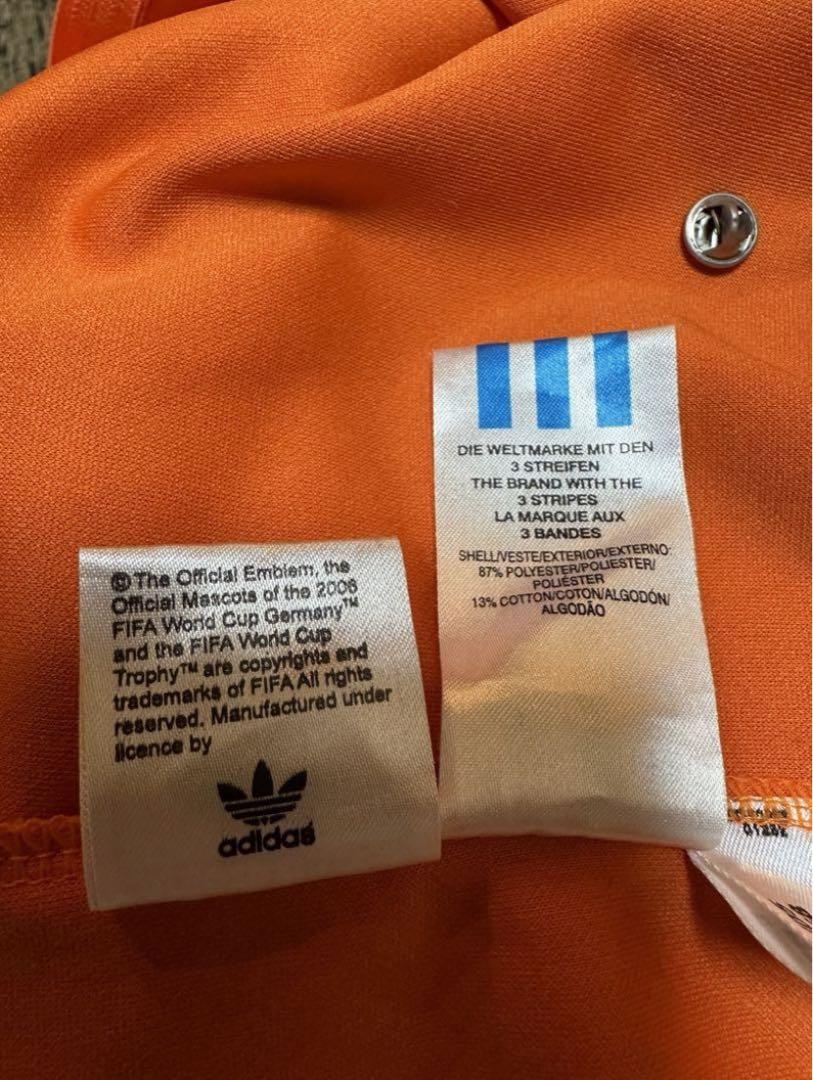 ©The Official Emblem, the
Official Mascots of the 2006
FIFA World Cup Germany™
and the FIFA World Cup
Trophy™ are copyrights and
trademarks of FIFA All rights
reserved. Manufactured under
licence by
adidas
DIE WELTMARKE MIT DEN
3 STREIFEN
THE BRAND WITH THE
3 STRIPES
LA MARQUE AUX
3 BANDES
SHELL/VESTE/EXTERIOR/EXTERNO:
87% POLYESTER/POLIESTER/
POLIÉSTER
13% COTTON/COTON/ALGODÓN/
ALGODÃO